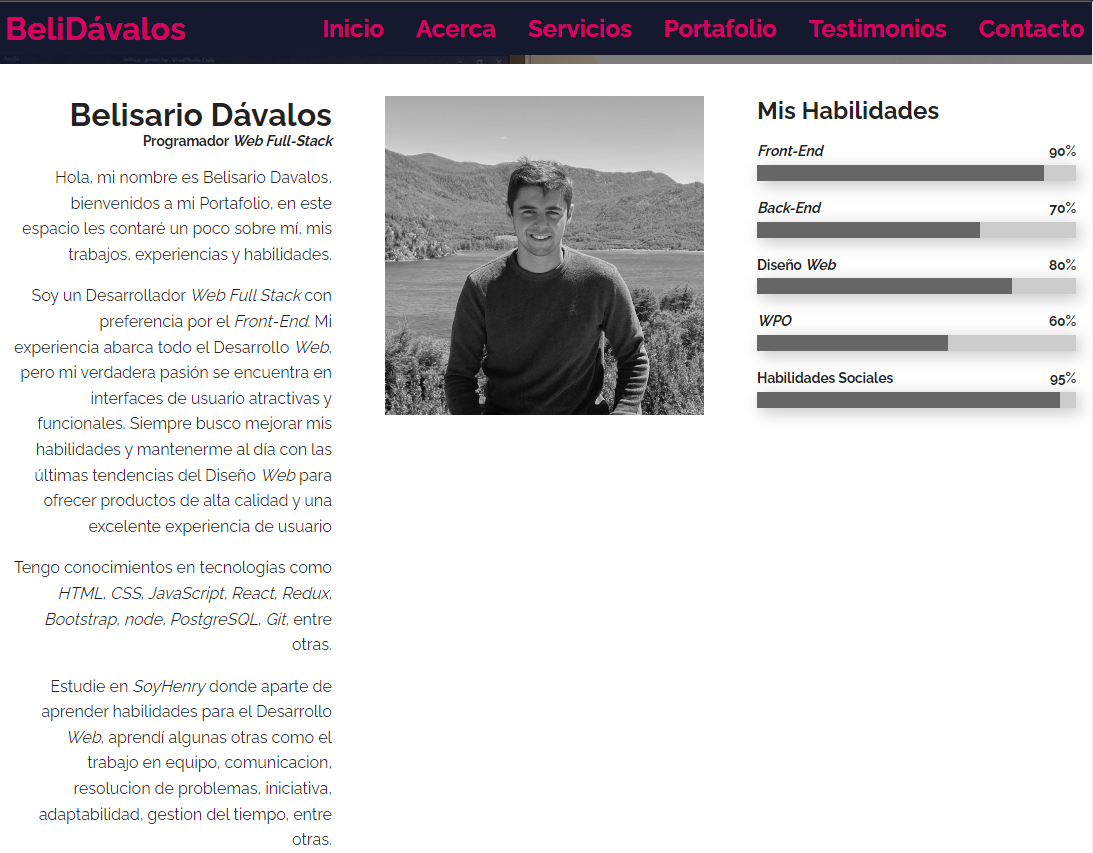 BeliDávalos Inicio Acerca Servicios Portafolio Testimonios Contacto
Belisario Dávalos
Programador Web Full-Stack
Hola, mi nombre es Belisario Davalos,
bienvenidos a mi Portafolio, en este
espacio les contaré un poco sobre mí, mis
trabajos, experiencias y habilidades.
Soy un Desarrollador Web Full Stack con
preferencia por el Front-End. Mi
experiencia abarca todo el Desarrollo Web,
pero mi verdadera pasión se encuentra en
interfaces de usuario atractivas y
funcionales. Siempre busco mejorar mis
habilidades y mantenerme al día con las
últimas tendencias del Diseño Web para
ofrecer productos de alta calidad y una
excelente experiencia de usuario
Tengo conocimientos en tecnologias como
HTML, CSS, JavaScript, React, Redux,
Bootstrap, node, PostgreSQL, Git, entre
otras.
Estudie en SoyHenry donde aparte de
aprender habilidades para el Desarrollo
Web, aprendí algunas otras como el
trabajo en equipo, comunicacion,
resolucion de problemas, iniciativa,
adaptabilidad, gestion del tiempo, entre
otras.
Mis Habilidades
Front-End 90%
Back-End 70%
Diseño Web 80%
WPO 60%
Habilidades Sociales 95%